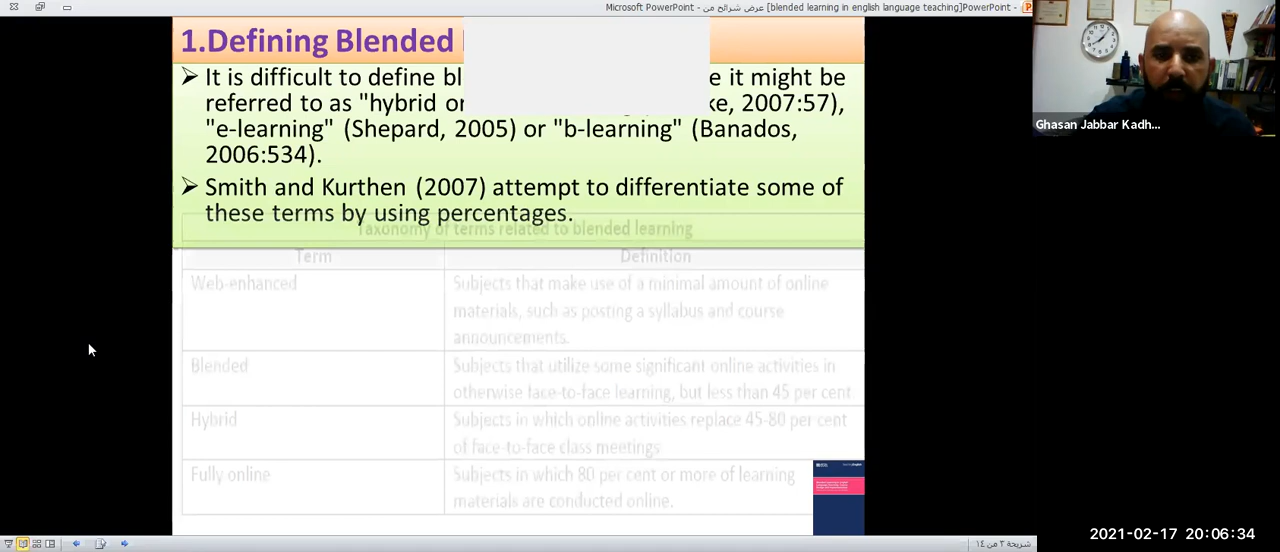 Microsoft PowerPoint - [blended learning in english language teaching] عرض شرائح من PowerPoint
1.Defining Blended
➢ It is difficult to define bl e it might be
referred to as "hybrid or ke, 2007:57),
"e-learning" (Shepard, 2005) or "b-learning" (Banados,
2006:534).
➢ Smith and Kurthen (2007) attempt to differentiate some of
these terms by using percentages.
Taxonomy of terms related to blended learning
Term Definition
Web-enhanced Subjects that make use of a minimal amount of online
materials, such as posting a syllabus and course
announcements.
Blended Subjects that utilize some significant online activities in
otherwise face-to-face learning, but less than 45 per cent
Hybrid Subjects in which online activities replace 45-80 per cent
of face-to-face class meetings
Fully online Subjects in which 80 per cent or more of learning
materials are conducted online.
Ghasan Jabbar Kadh...
2021-02-17 20:06:34
شريحة ٣ من ١٤